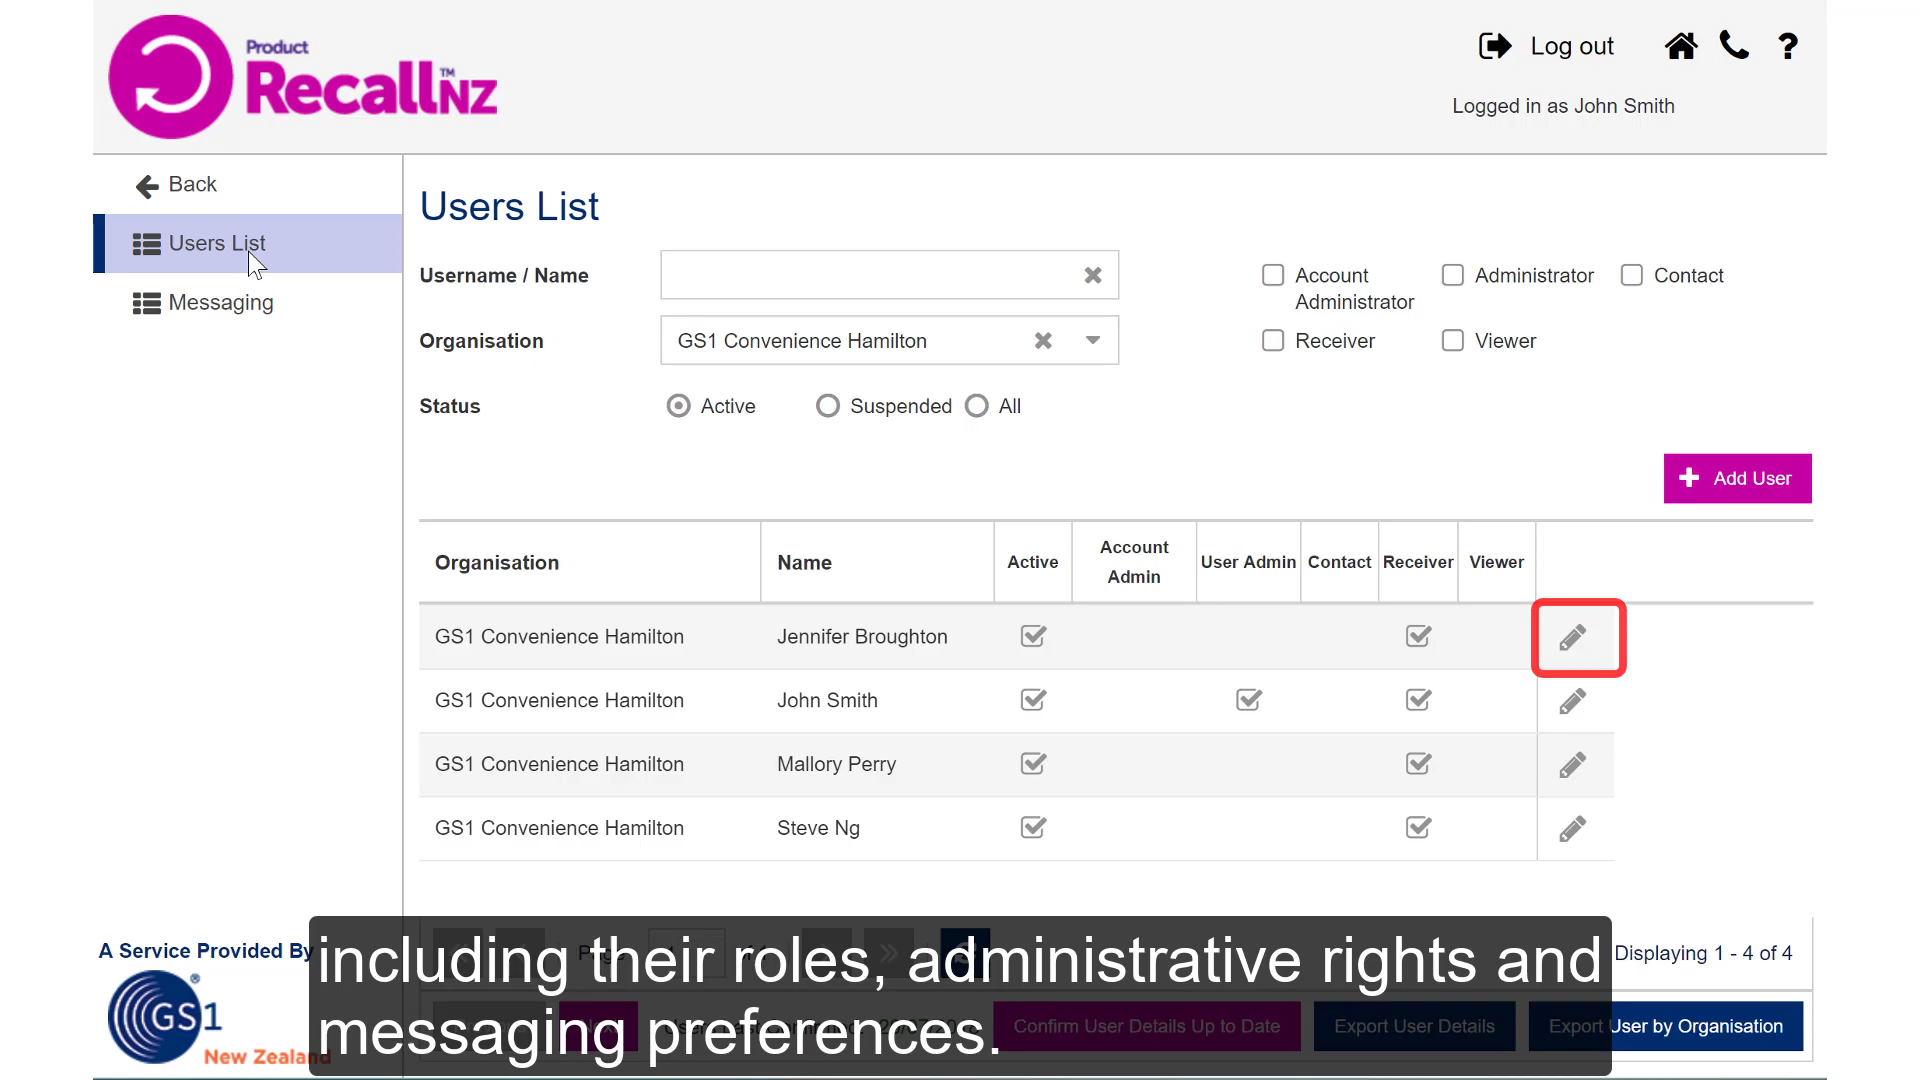 Product
Recall™NZ
Log out
?
Logged in as John Smith
Back
Users List
Messaging
Users List
Username / Name
Account Administrator
Administrator
Contact
Organisation
GS1 Convenience Hamilton
Receiver
Viewer
Status
Active
Suspended
All
Add User
Organisation
Name
Active
Account Admin
User Admin
Contact
Receiver
Viewer
GS1 Convenience Hamilton
Jennifer Broughton
GS1 Convenience Hamilton
John Smith
GS1 Convenience Hamilton
Mallory Perry
GS1 Convenience Hamilton
Steve Ng
A Service Provided By
GS1
New Zealand
Displaying 1 - 4 of 4
including their roles, administrative rights and
messaging preferences.
Confirm User Details Up to Date
Export User Details
Export User by Organisation